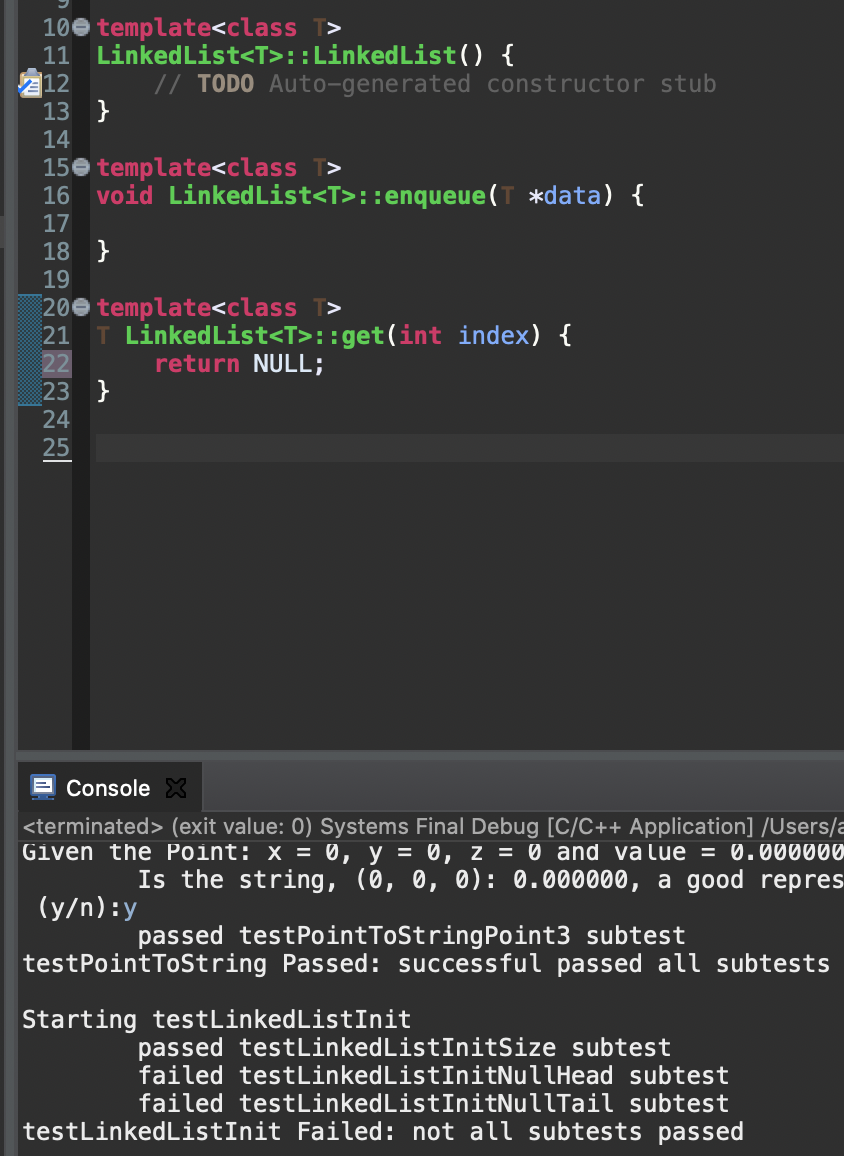 9
10 template<class T>
11 LinkedList<T>::LinkedList() {
12 // TODO Auto-generated constructor stub
13 }
14
15 template<class T>
16 void LinkedList<T>::enqueue(T *data) {
17
18 }
19
20 template<class T>
21 T LinkedList<T>::get(int index) {
22 return NULL;
23 }
24
25
Console
<terminated> (exit value: 0) Systems Final Debug [C/C++ Application] /Users/a
Given the Point: x = 0, y = 0, z = 0 and value = 0.000000
Is the string, (0, 0, 0): 0.000000, a good repres
(y/n):y
passed testPointToStringPoint3 subtest
testPointToString Passed: successful passed all subtests
Starting testLinkedListInit
passed testLinkedListInitSize subtest
failed testLinkedListInitNullHead subtest
failed testLinkedListInitNullTail subtest
testLinkedListInit Failed: not all subtests passed